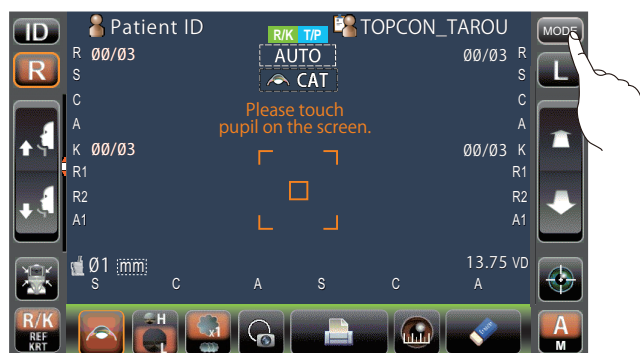 ID Patient ID R/K T/P TOPCON_TAROU MODE
R R 00/03 AUTO 00/03 R L
S CAT S
C Please touch C
A pupil on the screen. A
K 00/03 00/03 K
R1 R1
R2 R2
A1 A1
01 mm 13.75 VD
S C A S C A
R/K REF KRT H L x1 A M